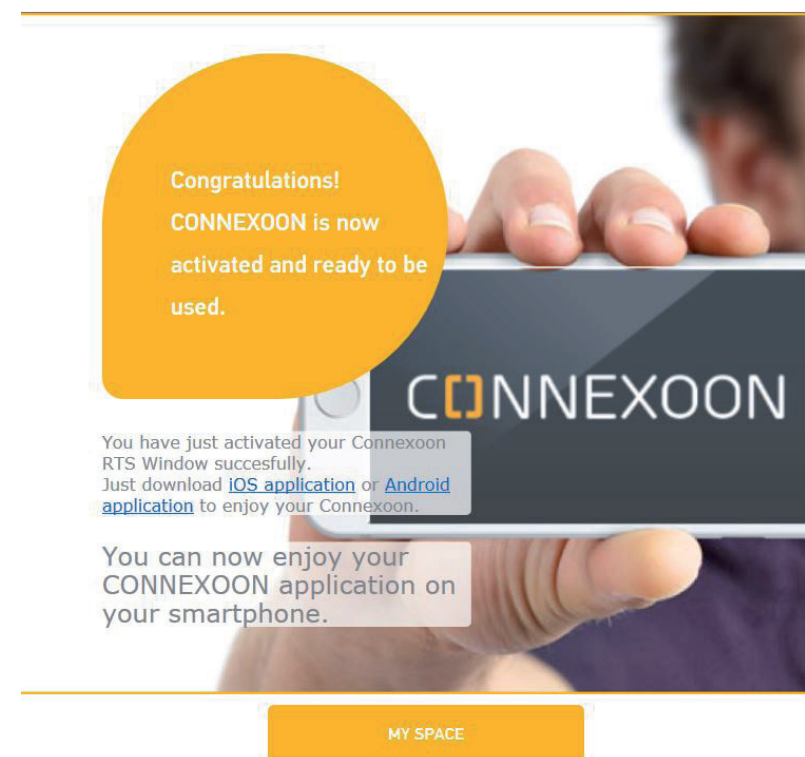 Congratulations!
CONNEXOON is now
activated and ready to be
used.
CONNEXOON
You have just activated your Connexoon
RTS Window succesfully.
Just download iOS application or Android
application to enjoy your Connexoon.
You can now enjoy your
CONNEXOON application on
your smartphone.
MY SPACE